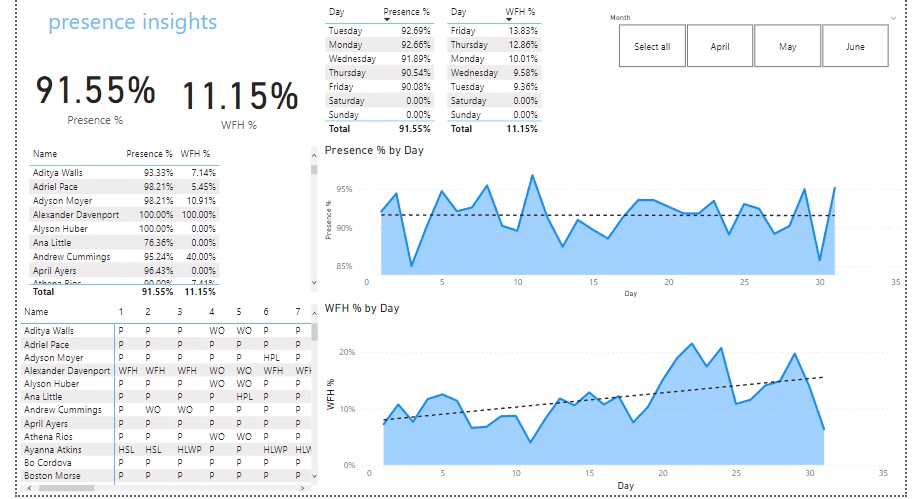 presence insights
91.55%
Presence %
11.15%
WFH %
Day Presence %
Tuesday 92.69%
Monday 92.66%
Wednesday 91.89%
Thursday 90.54%
Friday 90.08%
Saturday 0.00%
Sunday 0.00%
Total 91.55%
Day WFH %
Friday 13.83%
Thursday 12.86%
Monday 10.01%
Wednesday 9.58%
Tuesday 9.36%
Saturday 0.00%
Sunday 0.00%
Total 11.15%
Month
Select all April May June
Name Presence % WFH %
Aditya Walls 93.33% 7.14%
Adriel Pace 98.21% 5.45%
Adyson Moyer 98.21% 10.91%
Alexander Davenport 100.00% 100.00%
Alyson Huber 100.00% 0.00%
Ana Little 76.36% 0.00%
Andrew Cummings 95.24% 40.00%
April Ayers 96.43% 0.00%
Athena Rios 90.00% 7.41%
Total 91.55% 11.15%
Presence % by Day
Presence %
95%
90%
85%
0 5 10 15 20 25 30 35
Day
Name 1 2 3 4 5 6 7
Aditya Walls P P P WO WO P P
Adriel Pace P P P P P P P
Adyson Moyer P P P P P HPL P
Alexander Davenport WFH WFH WFH WO WO WFH WFH
Alyson Huber P P P WO WO P P
Ana Little P P P P HPL P P
Andrew Cummings P WO WO P P P P
April Ayers P P P P P P P
Athena Rios P P P WO WO P P
Ayanna Atkins HSL HSL HLWP P P HLWP HLW
Bo Cordova P P P P P P P
Boston Morse P P P P P P P
WFH % by Day
WFH %
20%
10%
0%
0 5 10 15 20 25 30 35
Day